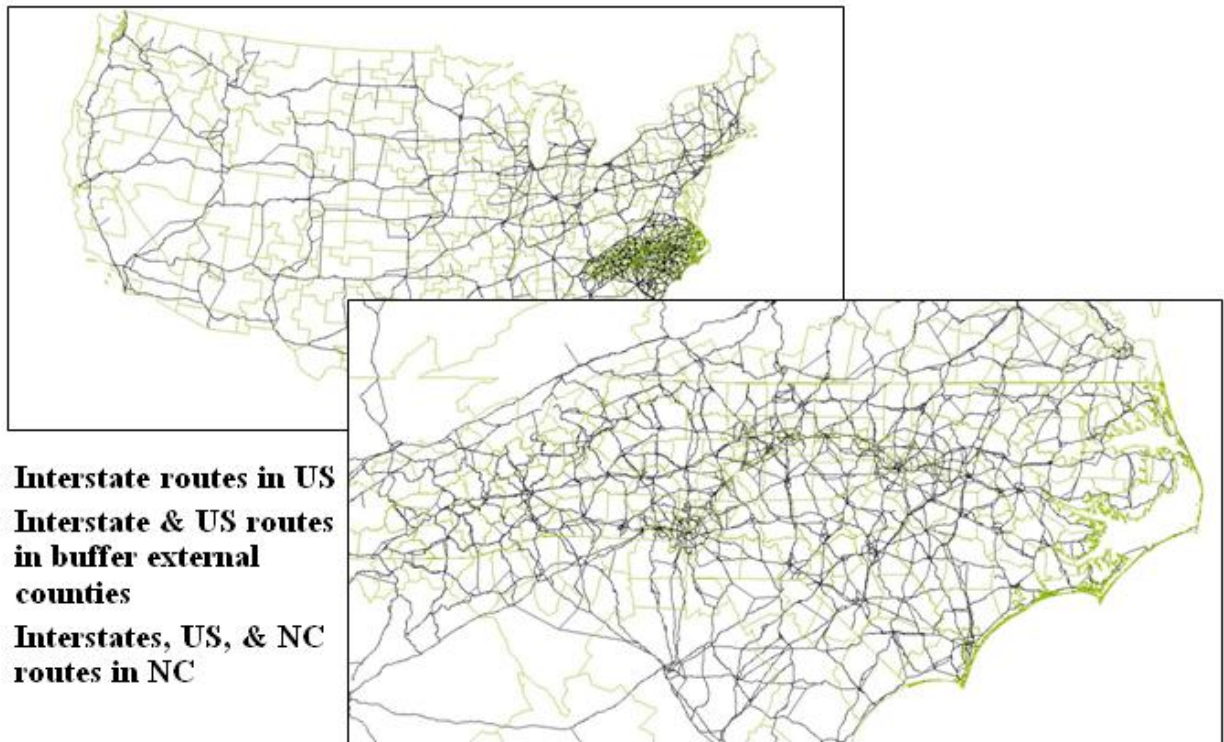 Interstate routes in US
Interstate & US routes
in buffer external
counties
Interstates, US, & NC
routes in NC